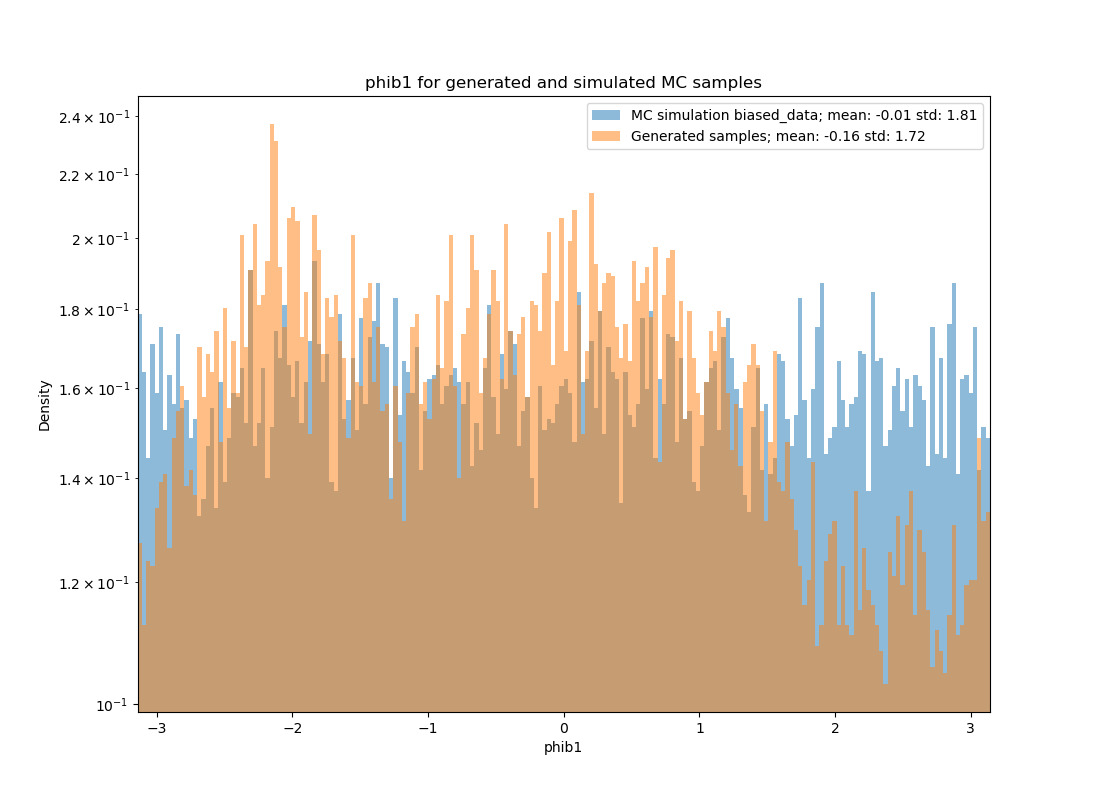 phib1 for generated and simulated MC samples
MC simulation biased_data; mean: -0.01 std: 1.81
Generated samples; mean: -0.16 std: 1.72
2.4 × 10⁻¹
2.2 × 10⁻¹
2 × 10⁻¹
1.8 × 10⁻¹
1.6 × 10⁻¹
1.4 × 10⁻¹
1.2 × 10⁻¹
10⁻¹
Density
−3 −2 −1 0 1 2 3
phib1